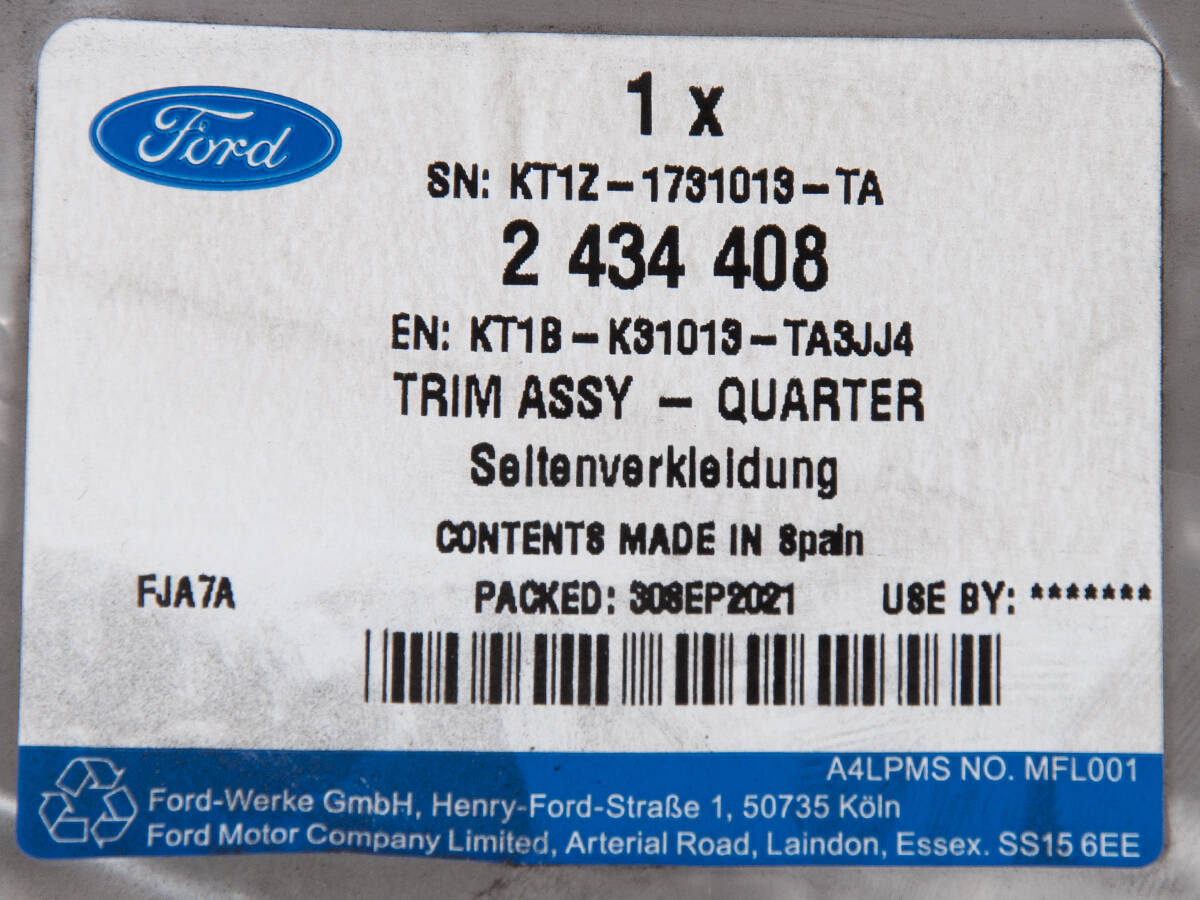 Ford
1 x
SN: KT1Z-1731013-TA
2 434 408
EN: KT1B-K31013-TA3JJ4
TRIM ASSY - QUARTER
Seitenverkleidung
CONTENTS MADE IN Spain
FJA7A PACKED: 30SEP2021 USE BY: *******
A4LPMS NO. MFL001
Ford-Werke GmbH, Henry-Ford-Straße 1, 50735 Köln
Ford Motor Company Limited, Arterial Road, Laindon, Essex. SS15 6EE